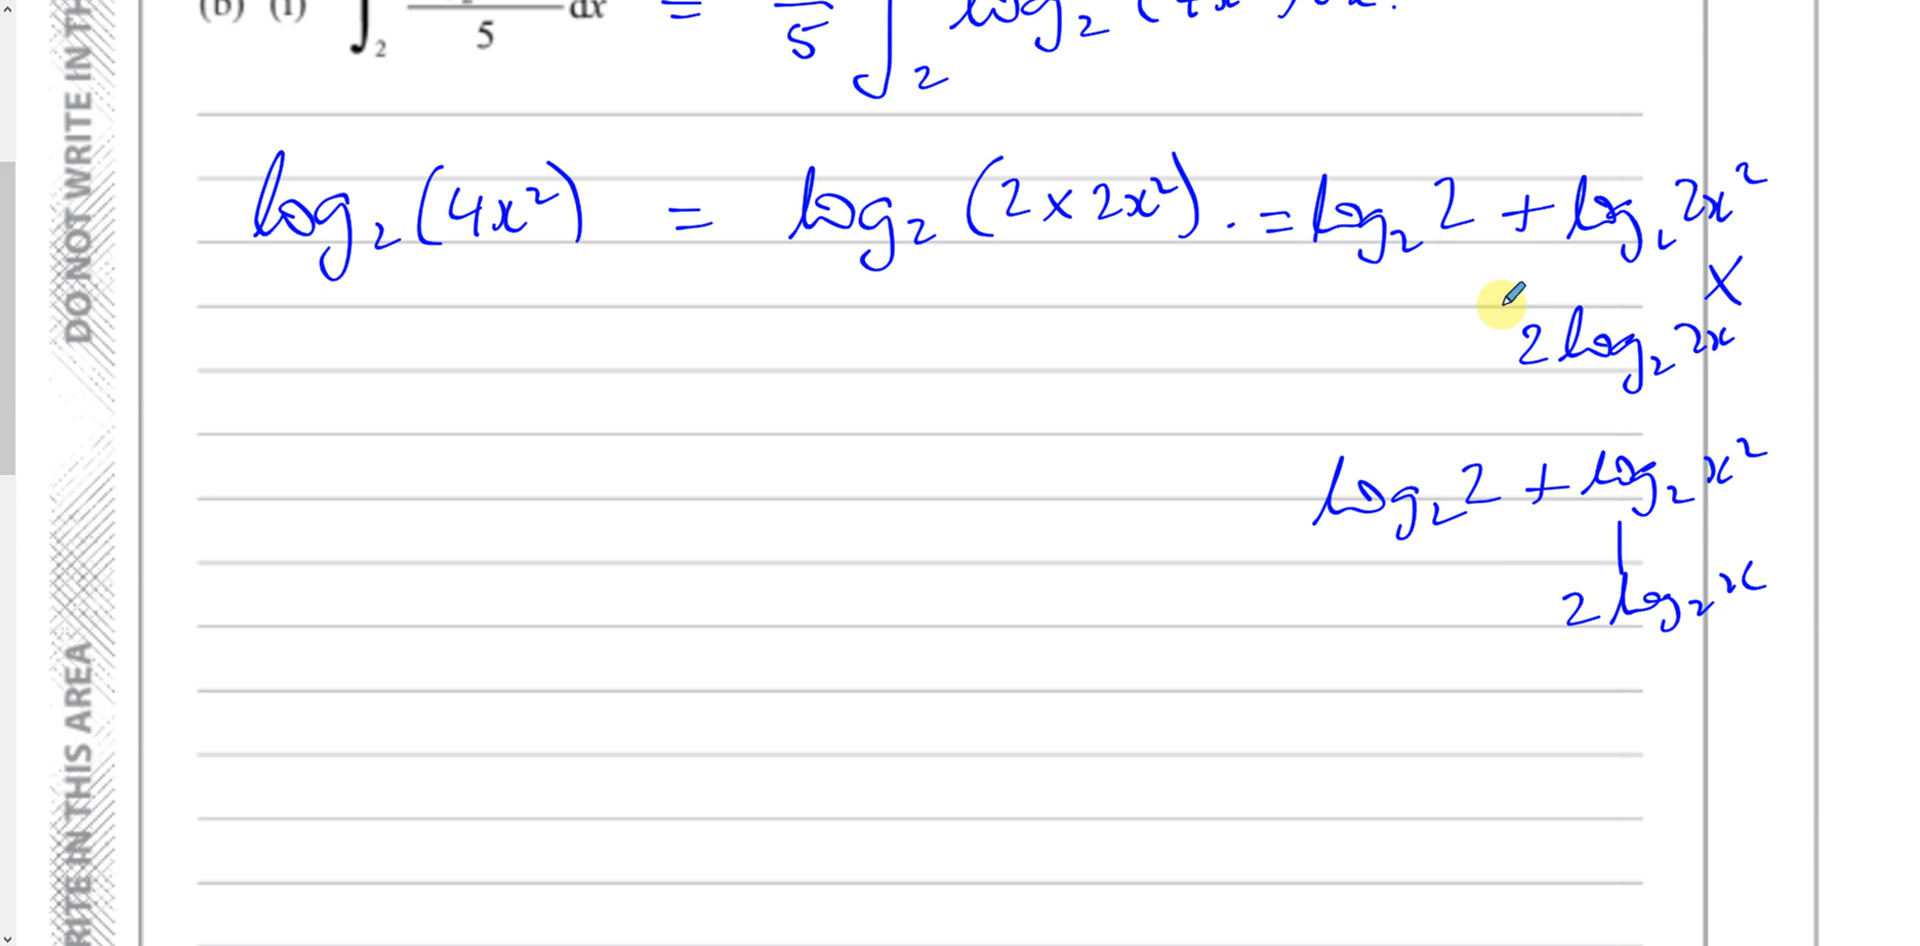 (b) (i) ∫₂ 5 dx = 5 ∫₂ log₂ (4x
log₂(4x²) = log₂(2×2x²). = log₂2 + log₂2x²
X
2log₂2x
log₂2 + log₂x²
2log₂x
DO NOT WRITE IN TH
RITE IN THIS AREA